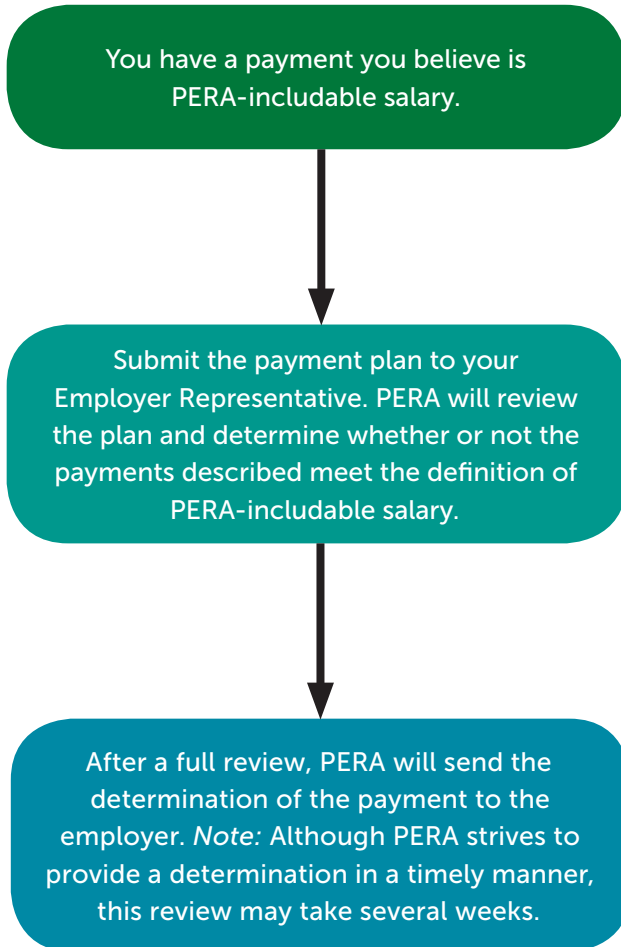 You have a payment you believe is
PERA-includable salary.
Submit the payment plan to your
Employer Representative. PERA will review
the plan and determine whether or not the
payments described meet the definition of
PERA-includable salary.
After a full review, PERA will send the
determination of the payment to the
employer. Note: Although PERA strives to
provide a determination in a timely manner,
this review may take several weeks.